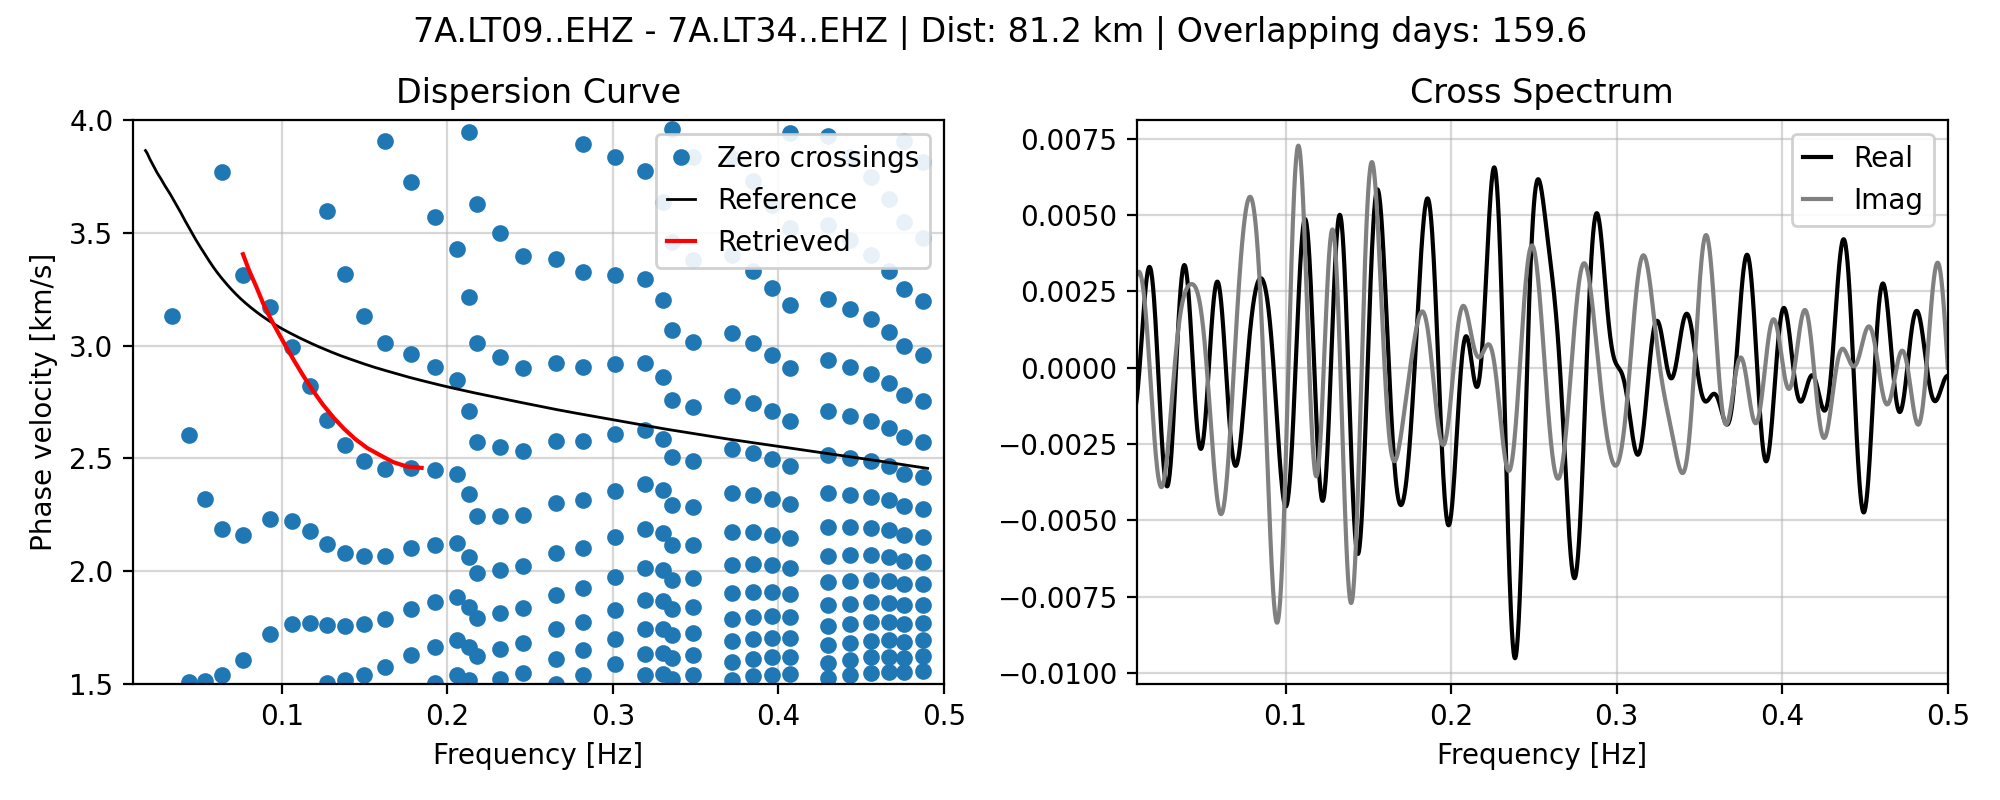 7A.LT09..EHZ - 7A.LT34..EHZ | Dist: 81.2 km | Overlapping days: 159.6
Dispersion Curve
Phase velocity [km/s]
4.0
3.5
3.0
2.5
2.0
1.5
0.1
0.2
0.3
0.4
0.5
Frequency [Hz]
Zero crossings
Reference
Retrieved
Cross Spectrum
0.0075
0.0050
0.0025
0.0000
−0.0025
−0.0050
−0.0075
−0.0100
0.1
0.2
0.3
0.4
0.5
Frequency [Hz]
Real
Imag